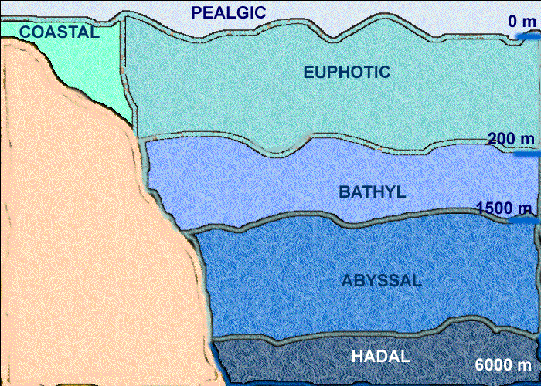 PEALGIC
0 m
COASTAL
EUPHOTIC
200 m
BATHYL
1500 m
ABYSSAL
HADAL
6000 m